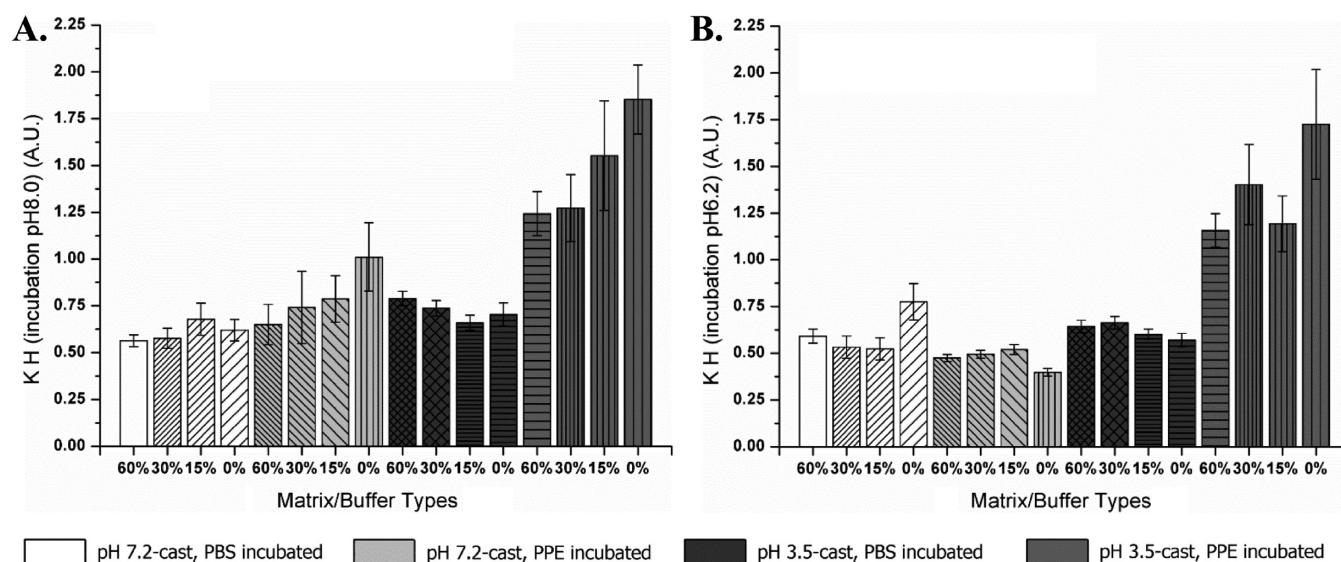 A.
K H (incubation pH8.0) (A.U.)
2.25
2.00
1.75
1.50
1.25
1.00
0.75
0.50
0.25
0.00
60% 30% 15% 0% 60% 30% 15% 0% 60% 30% 15% 0% 60% 30% 15% 0%
Matrix/Buffer Types
B.
K H (incubation pH6.2) (A.U.)
2.25
2.00
1.75
1.50
1.25
1.00
0.75
0.50
0.25
0.00
60% 30% 15% 0% 60% 30% 15% 0% 60% 30% 15% 0% 60% 30% 15% 0%
Matrix/Buffer Types
pH 7.2-cast, PBS incubated
pH 7.2-cast, PPE incubated
pH 3.5-cast, PBS incubated
pH 3.5-cast, PPE incubated